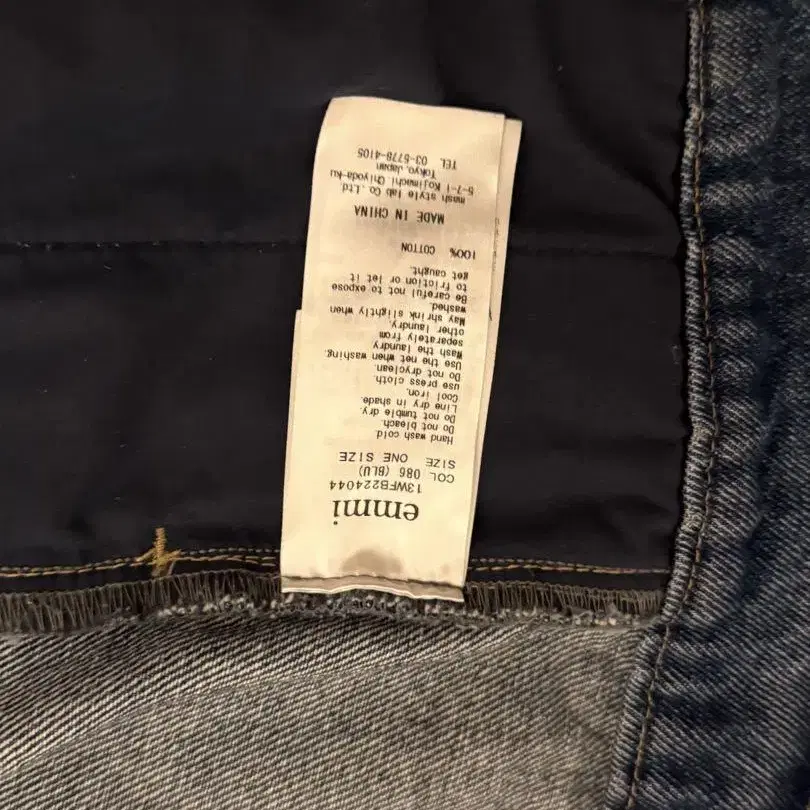 emmi
13WFB224044
COL 086 (BLU)
SIZE ONE SIZE
Hand wash cold.
Do not bleach.
Do not tumble dry.
Line dry in shade.
Cool iron.
use press cloth.
Do not dryclean.
Use the net when washing.
Wash the laundry
separately from
other laundry.
May shrink slightly when
washed.
Be careful to not expose
to friction or let it
get caught.
100% COTTON
MADE IN CHINA
mash style lab Co.,Ltd
5-7-1 Kojimachi Chiyoda-ku
Tokyo, Japan
TEL 03-5778-4105